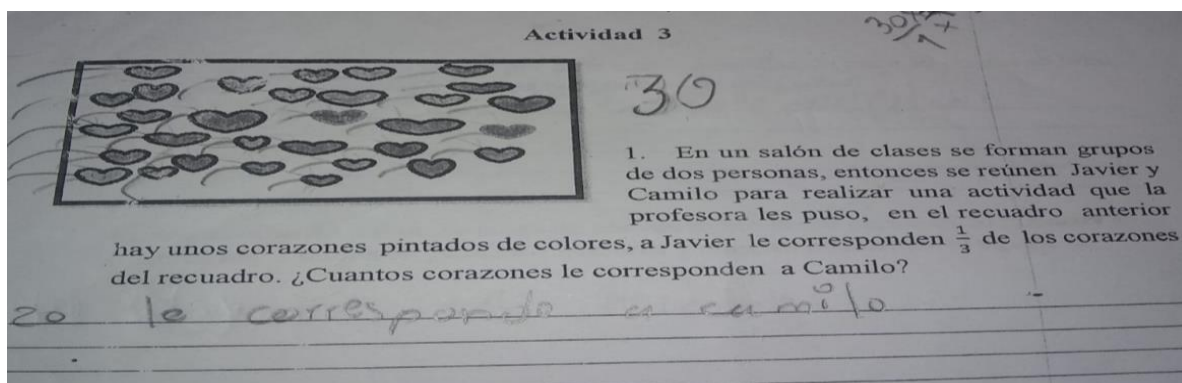 Actividad 3
30
1. En un salón de clases se forman grupos
de dos personas, entonces se reúnen Javier y
Camilo para realizar una actividad que la
profesora les puso, en el recuadro anterior
hay unos corazones pintados de colores, a Javier le corresponden 1/3 de los corazones
del recuadro. ¿Cuantos corazones le corresponden a Camilo?
20 le corresponde a camilo